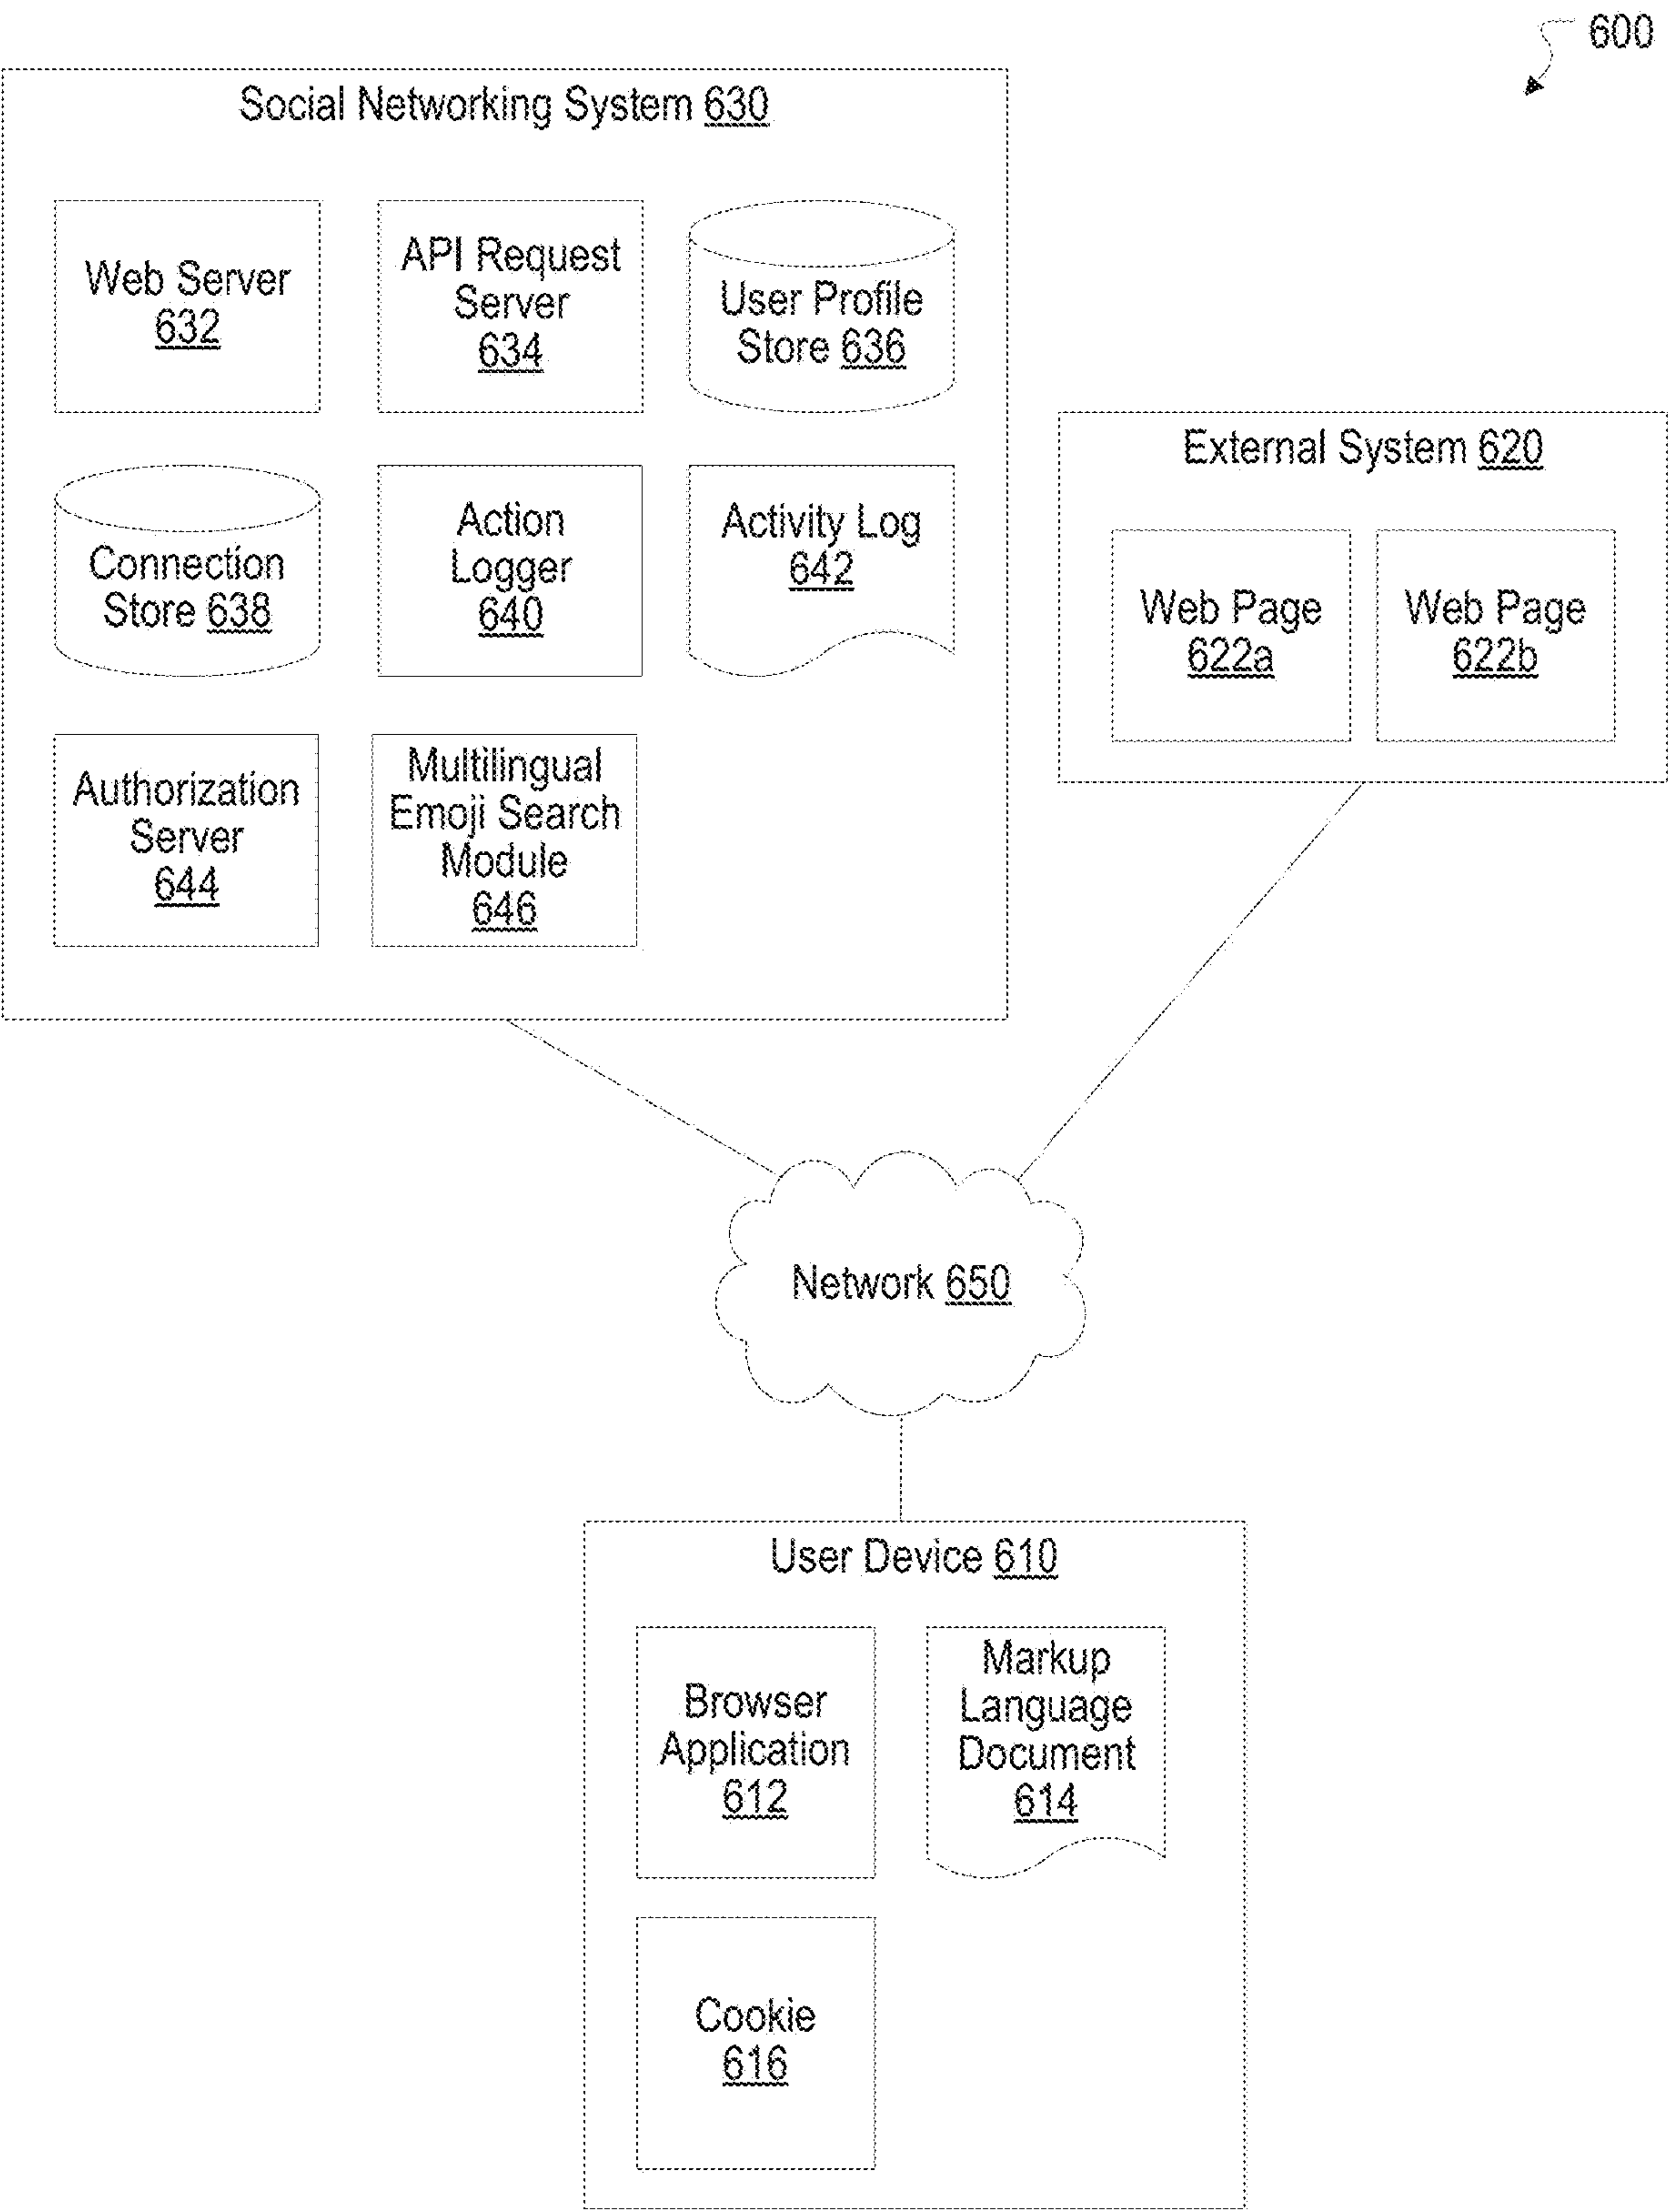 600
Social Networking System 630
Web Server
632
API Request
Server
634
User Profile
Store 636
Connection
Store 638
Action
Logger
640
Activity Log
642
Authorization
Server
644
Multilingual
Emoji Search
Module
646
External System 620
Web Page
622a
Web Page
622b
Network 650
User Device 610
Browser
Application
612
Markup
Language
Document
614
Cookie
616